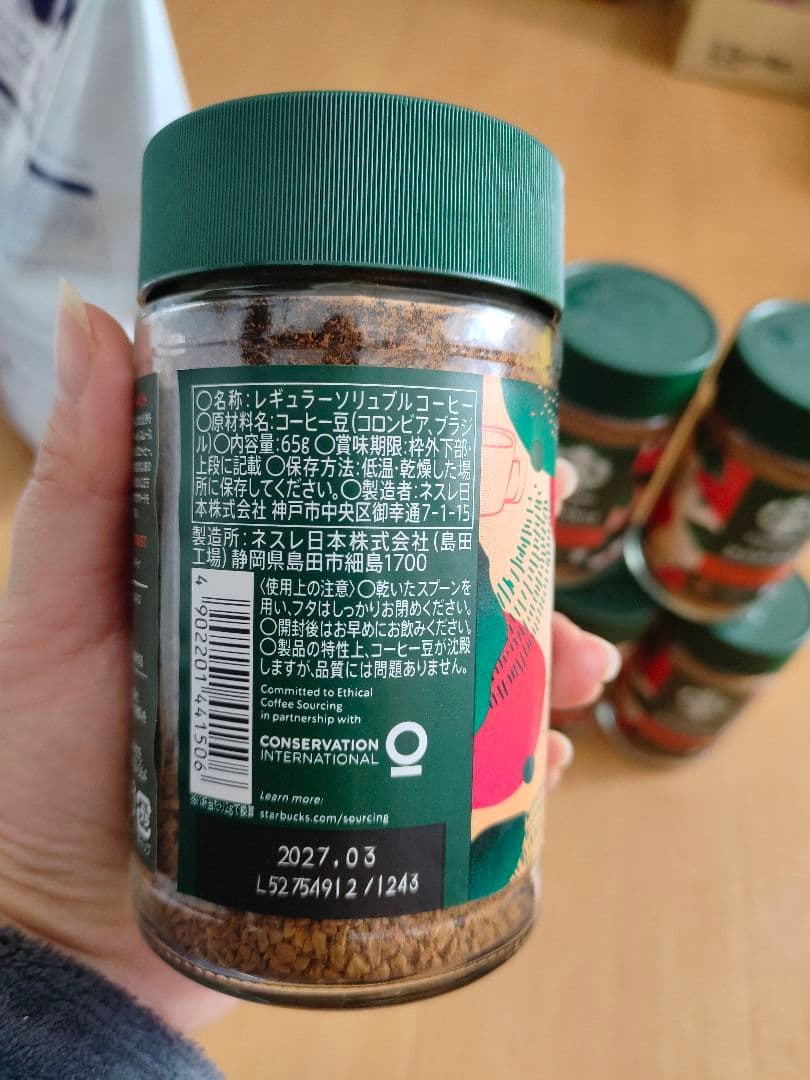 ○名称:レギュラーソリュブルコーヒー
○原材料名:コーヒー豆(コロンビア、ブラジ
ル)○内容量:65g ○賞味期限:枠外下部・
上段に記載 ○保存方法:低温・乾燥した場
所に保存してください。○製造者:ネスレ日
本株式会社 神戸市中央区御幸通7-1-15
製造所:ネスレ日本株式会社(島田
工場)静岡県島田市細島1700
〈使用上の注意〉○乾いたスプーンを
用い、フタはしっかりお閉めください。
○開封後はお早めにお飲みください。
○製品の特性上、コーヒー豆が沈殿
しますが、品質には問題ありません。
4 902201 441506
Committed to Ethical
Coffee Sourcing
in partnership with
CONSERVATION
INTERNATIONAL
Learn more:
starbucks.com/sourcing
2027.03
L52754912/1243